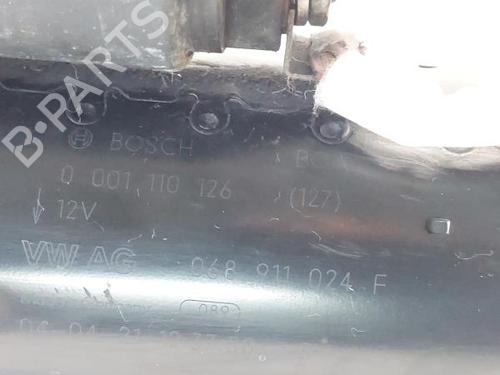 B-PARTS
BOSCH
0 001 110 126 (127)
12V
VW AG 068 911 024 F
089